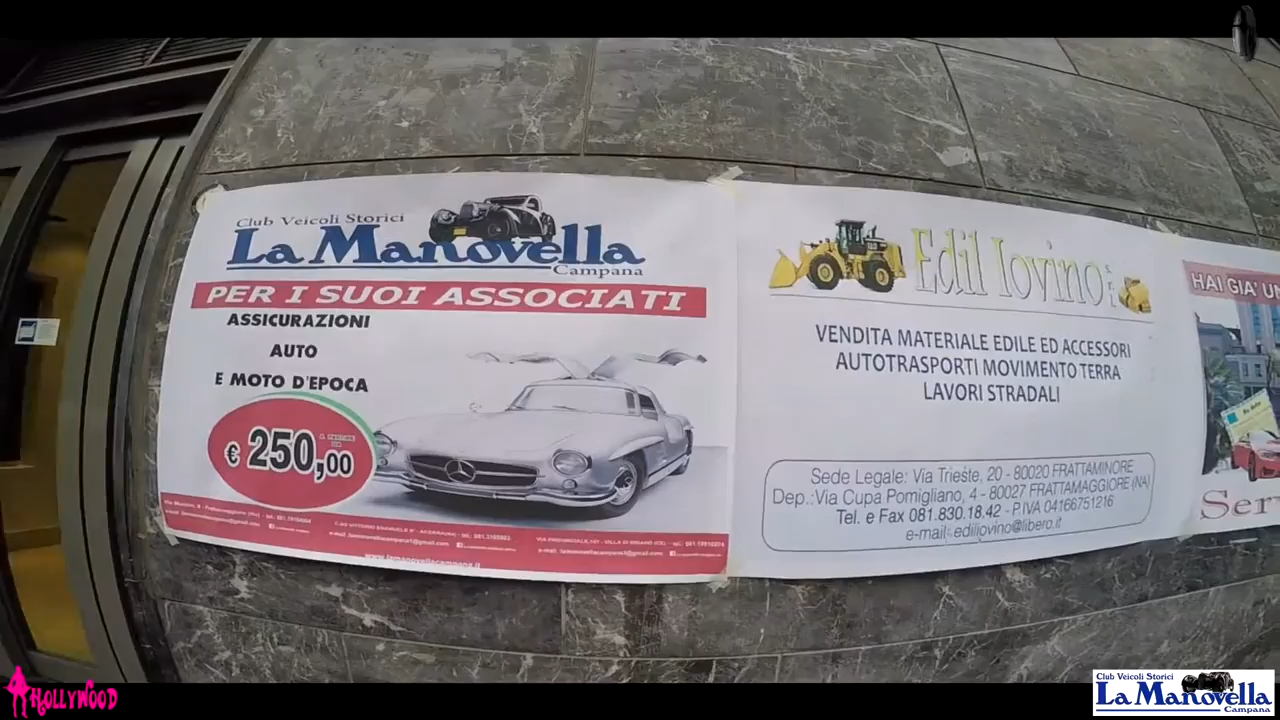 Club Veicoli Storici
La Manovella
Campana
PER I SUOI ASSOCIATI
ASSICURAZIONI
AUTO
E MOTO D'EPOCA
€ 250,00
www.lamanovellacampana.it
Edil Iovino s.r.l.
VENDITA MATERIALE EDILE ED ACCESSORI
AUTOTRASPORTI MOVIMENTO TERRA
LAVORI STRADALI
Sede Legale: Via Trieste, 20 - 80020 FRATTAMINORE
Dep.: Via Cupa Pomigliano, 4 - 80027 FRATTAMAGGIORE (NA)
Tel. e Fax 081.830.18.42 - P.IVA 04166751216
e-mail: ediliovino@libero.it
HAI GIA' UN
Ser
HOLLYWOOD
Club Veicoli Storici
La Manovella
Campana